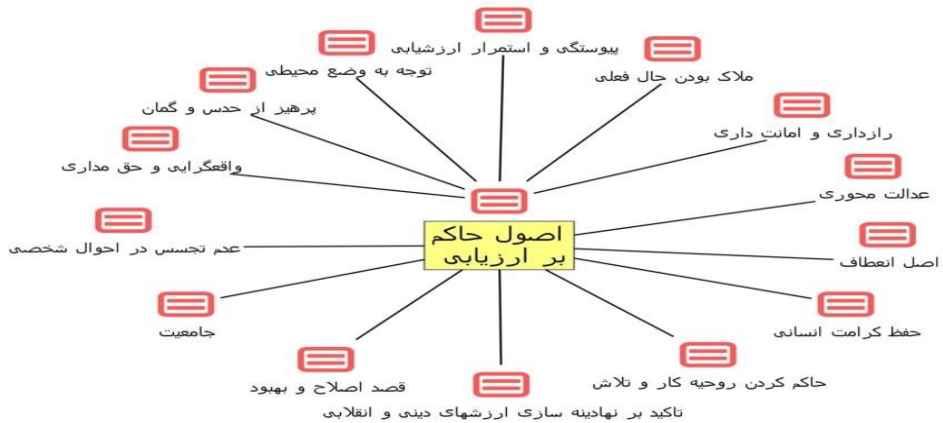 پیوستگی و استمرار ارزشیابی
ملاک بودن حال فعلی
توجه به وضع محیطی
پرهیز از حدس و گمان
رازداری و امانت داری
واقعگرایی و حق مداری
عدالت محوری
اصول حاکم
بر ارزیابی
عدم تجسس در احوال شخصی
اصل انعطاف
جامعیت
حفظ کرامت انسانی
قصد اصلاح و بهبود
حاکم کردن روحیه کار و تلاش
تاکید بر نهادینه سازی ارزشهای دینی و انقلابی